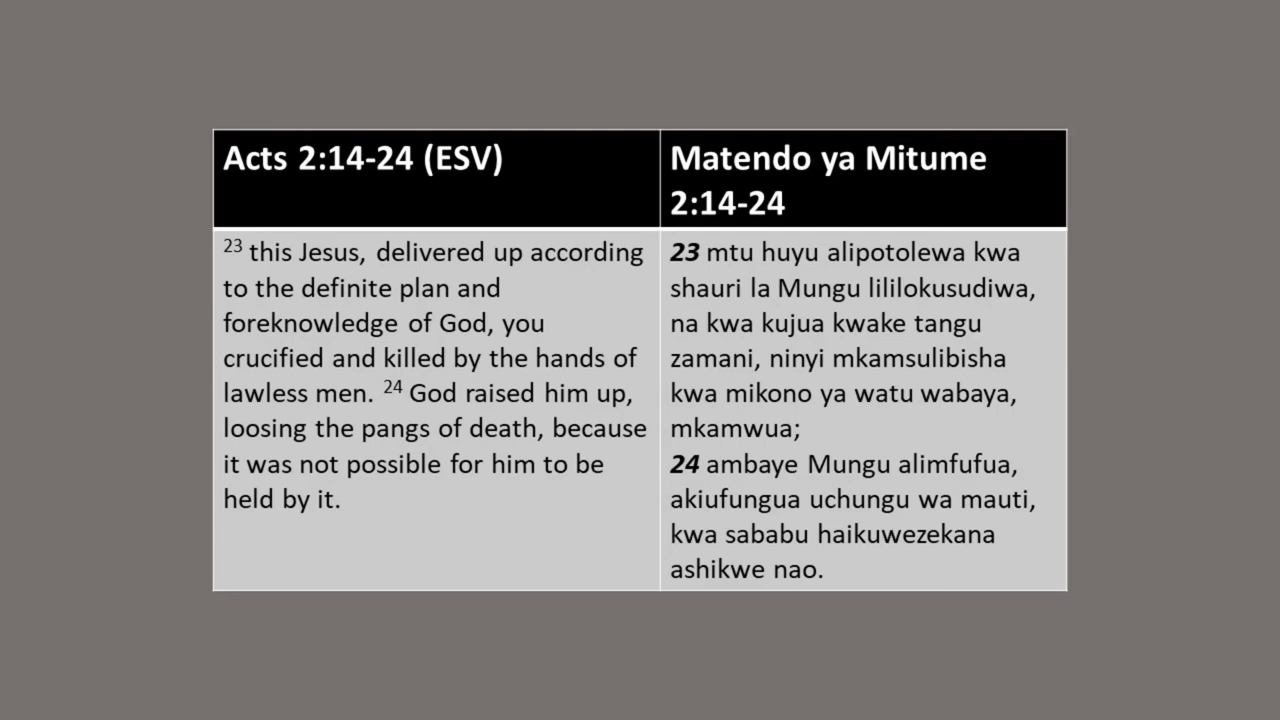 Acts 2:14-24 (ESV)
23 this Jesus, delivered up according
to the definite plan and
foreknowledge of God, you
crucified and killed by the hands of
lawless men. 24 God raised him up,
loosing the pangs of death, because
it was not possible for him to be
held by it.
Matendo ya Mitume
2:14-24
23 mtu huyu alipotolewa kwa
shauri la Mungu lililokusudiwa,
na kwa kujua kwake tangu
zamani, ninyi mkamsulibisha
kwa mikono ya watu wabaya,
mkamwua;
24 ambaye Mungu alimfufua,
akiufungua uchungu wa mauti,
kwa sababu haikuwezekana
ashikwe nao.